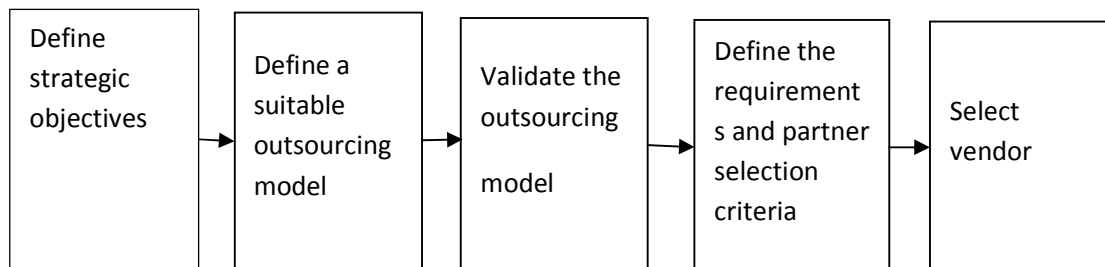 Define
strategic
objectives
Define a
suitable
outsourcing
model
Validate the
outsourcing
model
Define the
requirement
s and partner
selection
criteria
Select
vendor